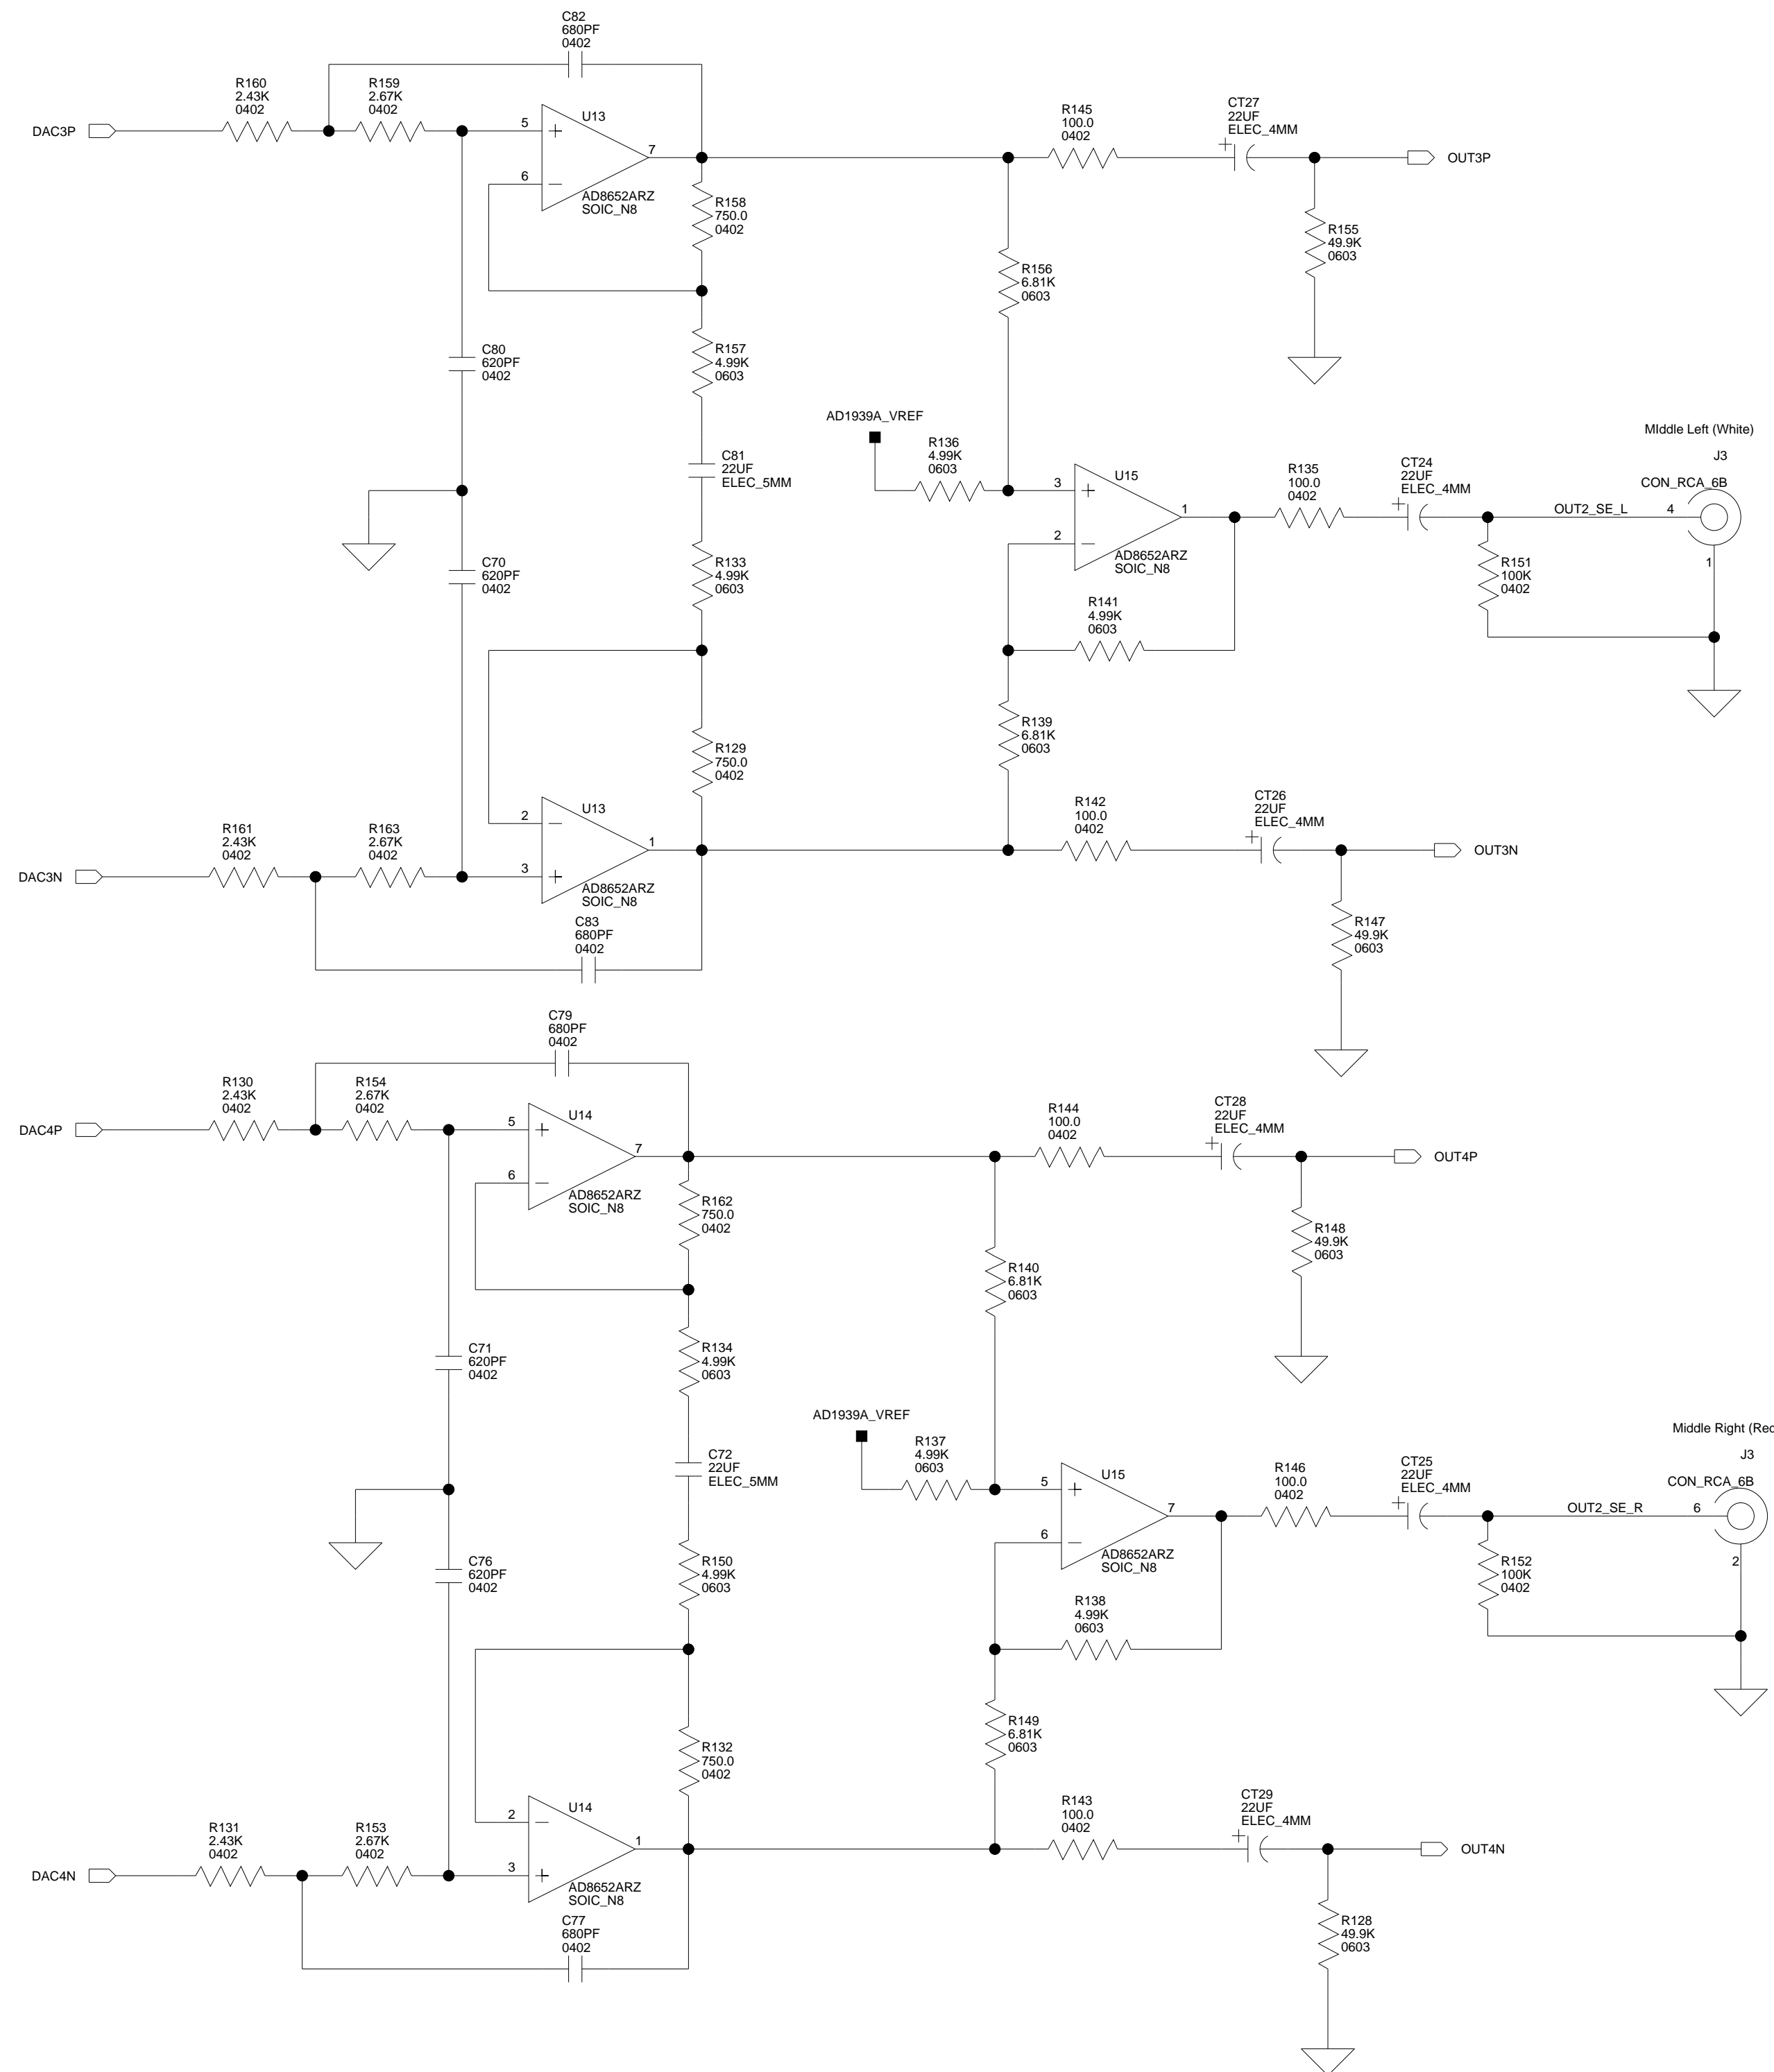 C82
680PF
0402
R160
2.43K
0402
R159
2.67K
0402
DAC3P
5
+
U13
7
6
−
AD8652ARZ
SOIC_N8
R145
100.0
0402
CT27
22UF
ELEC_4MM
+
OUT3P
R158
750.0
0402
R155
49.9K
0603
R156
6.81K
0603
C80
620PF
0402
R157
4.99K
0603
AD1939A_VREF
R136
4.99K
0603
C81
22UF
ELEC_5MM
3
+
U15
1
2
−
AD8652ARZ
SOIC_N8
R135
100.0
0402
CT24
22UF
ELEC_4MM
+
MIddle Left (White)
J3
CON_RCA_6B
OUT2_SE_L
4
1
C70
620PF
0402
R133
4.99K
0603
R151
100K
0402
R141
4.99K
0603
R139
6.81K
0603
R129
750.0
0402
U13
2
−
1
3
+
AD8652ARZ
SOIC_N8
R161
2.43K
0402
R163
2.67K
0402
DAC3N
R142
100.0
0402
CT26
22UF
ELEC_4MM
+
OUT3N
C83
680PF
0402
R147
49.9K
0603
C79
680PF
0402
R130
2.43K
0402
R154
2.67K
0402
DAC4P
5
+
U14
7
6
−
AD8652ARZ
SOIC_N8
R144
100.0
0402
CT28
22UF
ELEC_4MM
+
OUT4P
R162
750.0
0402
R148
49.9K
0603
R140
6.81K
0603
C71
620PF
0402
R134
4.99K
0603
AD1939A_VREF
R137
4.99K
0603
C72
22UF
ELEC_5MM
5
+
U15
7
6
−
AD8652ARZ
SOIC_N8
R146
100.0
0402
CT25
22UF
ELEC_4MM
+
Middle Right (Rec
J3
CON_RCA_6B
OUT2_SE_R
6
2
C76
620PF
0402
R150
4.99K
0603
R152
100K
0402
R138
4.99K
0603
R149
6.81K
0603
R132
750.0
0402
U14
2
−
1
3
+
AD8652ARZ
SOIC_N8
R131
2.43K
0402
R153
2.67K
0402
DAC4N
R143
100.0
0402
CT29
22UF
ELEC_4MM
+
OUT4N
C77
680PF
0402
R128
49.9K
0603